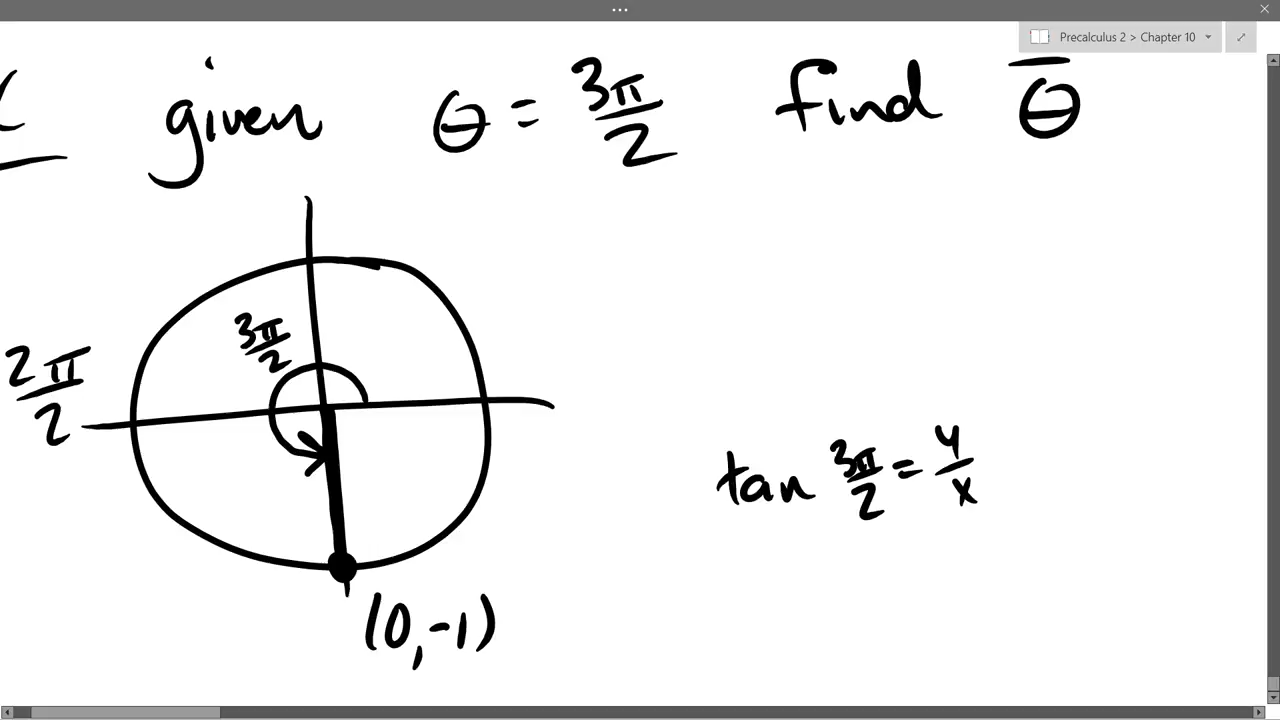 Precalculus 2 > Chapter 10
given θ = 3π/2 find θ̅
3π/2
2π/2
tan 3π/2 = y/x
(0, -1)